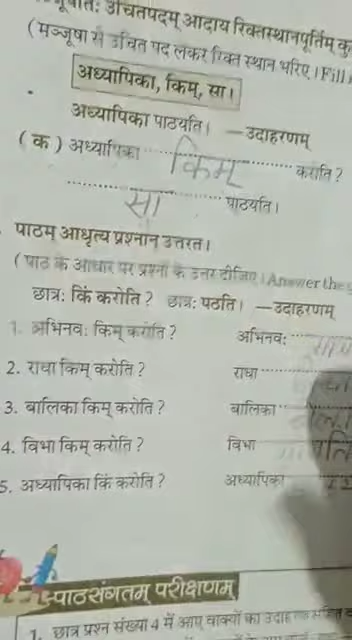 उचितपदम् आदाय रिक्तस्थानपूर्तिम्
(मञ्जूषा से उचित पद लेकर रिक्त स्थान भरिए।
अध्यापिका, किम्, सा।
अध्यापिका पाठयति। —उदाहरणम्
(क) अध्यापिका किम् करोति?
सा पाठयति।
पाठम् आधृत्य प्रश्नान् उत्तरत।
(पाठ के आधार पर प्रश्नों के उत्तर दीजिए। Answer the
छात्रः किं करोति? छात्रः पठति। —उदाहरणम्
1. अभिनवः किम् करोति? अभिनवः
2. राधा किम् करोति? राधा
3. बालिका किम् करोति? बालिका
4. विभा किम् करोति? विभा
5. अध्यापिका किं करोति? अध्यापिका
पाठसंगतम् परीक्षणम्
1. छात्र प्रश्न संख्या 4 में आए वाक्यों का